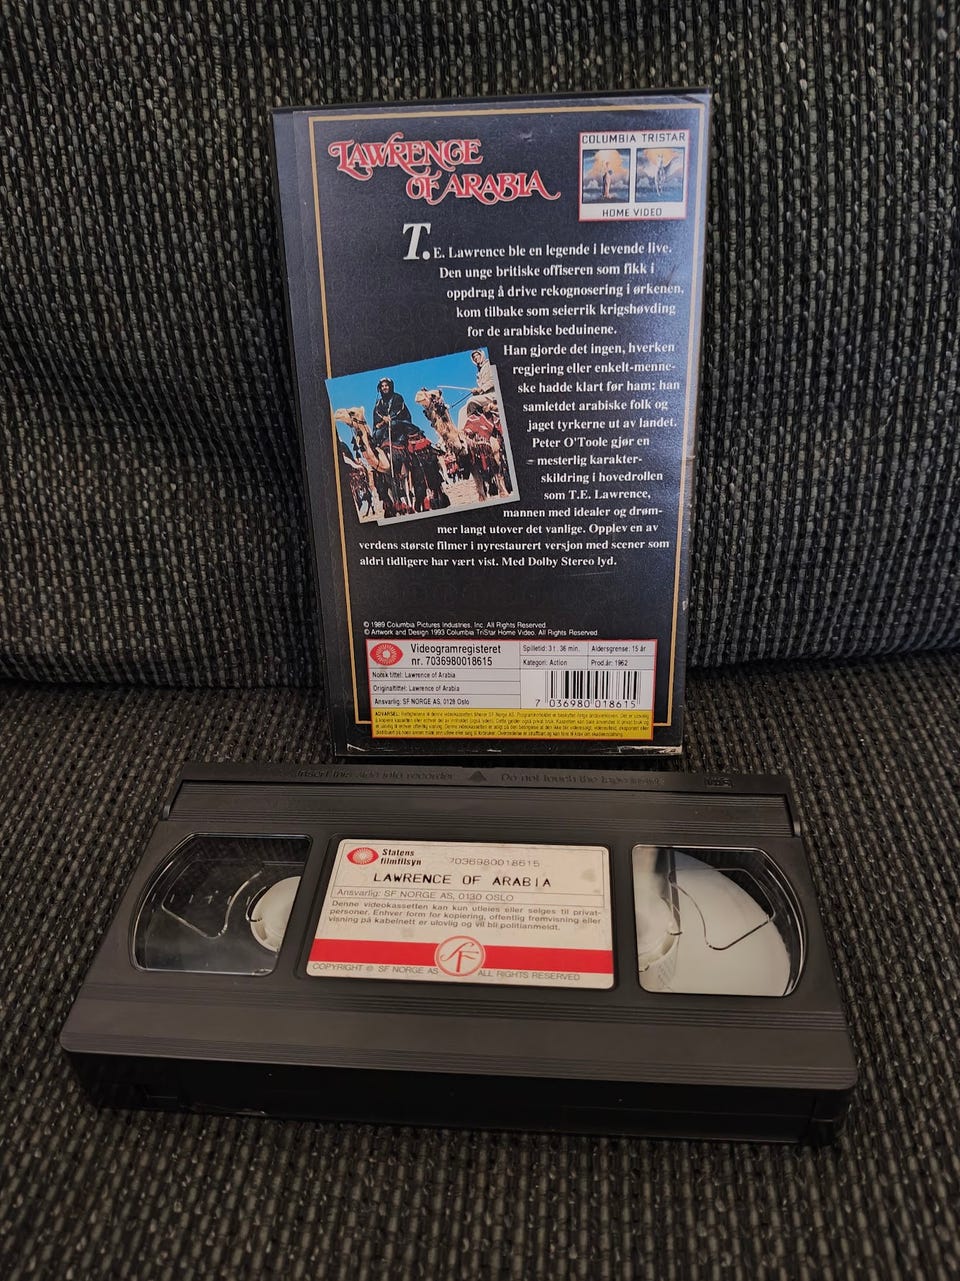 LAWRENCE
OF ARABIA
COLUMBIA TRISTAR
HOME VIDEO
T.E. Lawrence ble en legende i levende live.
Den unge britiske offiseren som fikk i
oppdrag å drive rekognosering i ørkenen,
kom tilbake som seierrik krigshøvding
for de arabiske beduinene.
Han gjorde det ingen, hverken
regjering eller enkelt-menne-
ske hadde klart før ham; han
samlet det arabiske folk og
jaget tyrkerne ut av landet.
Peter O'Toole gjør en
mesterlig karakter-
skildring i hovedrollen
som T.E. Lawrence,
mannen med idealer og drøm-
mer langt utover det vanlige. Opplev en av
verdens største filmer i nyrestaurert versjon med scener som
aldri tidligere har vært vist. Med Dolby Stereo lyd.
© 1989 Columbia Pictures Industries, Inc. All Rights Reserved.
© Artwork and Design 1993 Columbia TriStar Home Video. All Rights Reserved.
Videogramregisteret
nr. 7036980018615
Spilletid: 3 t. 36 min. Aldersgrense: 15 år
Kategori: Action Prod.år: 1962
Norsk tittel: Lawrence of Arabia
Originaltittel: Lawrence of Arabia
Ansvarlig: SF NORGE AS, 0128 Oslo
7 036980 018615
ADVARSEL:
Insert this side into recorder Do not touch the tape inside
VHS
Statens
filmtilsyn
7036980018615
LAWRENCE OF ARABIA
Ansvarlig: SF NORGE AS, 0130 OSLO
Denne videokassetten kan kun utleies eller selges til privat-
personer. Enhver form for kopiering, offentlig fremvisning eller
visning på kabelnett er ulovlig og vil bli politianmeldt.
SF
COPYRIGHT © SF NORGE AS ALL RIGHTS RESERVED